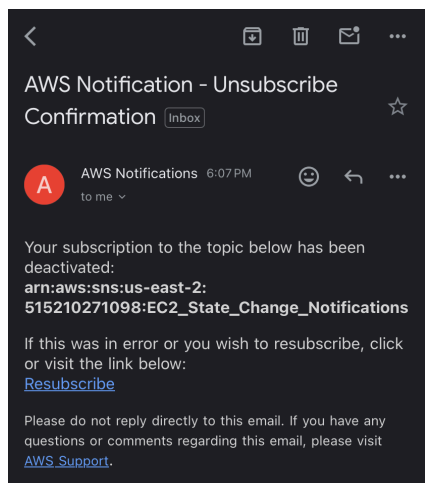 AWS Notification - Unsubscribe
Confirmation Inbox
A
AWS Notifications 6:07 PM
to me
Your subscription to the topic below has been
deactivated:
arn:aws:sns:us-east-2:
515210271098:EC2_State_Change_Notifications
If this was in error or you wish to resubscribe, click
or visit the link below:
Resubscribe
Please do not reply directly to this email. If you have any
questions or comments regarding this email, please visit
AWS Support.